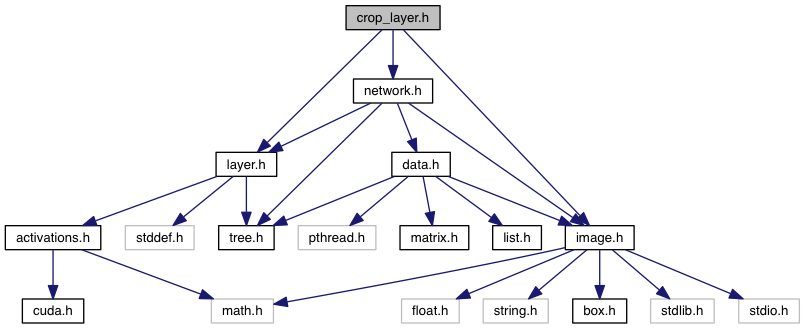 crop_layer.h
network.h
layer.h
data.h
activations.h
stddef.h
tree.h
pthread.h
matrix.h
list.h
image.h
cuda.h
math.h
float.h
string.h
box.h
stdlib.h
stdio.h